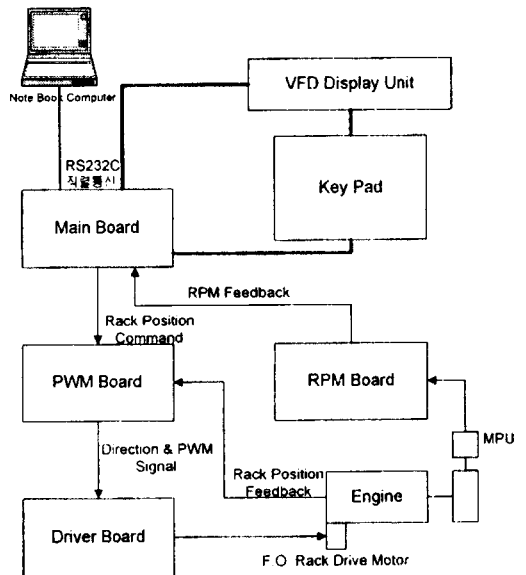 Note Book Computer
VFD Display Unit
RS232C
직렬통신
Key Pad
Main Board
RPM Feedback
Rack Position
Command
PWM Board
RPM Board
MPU
Direction & PWM
Signal
Rack Position
Feedback
Engine
Driver Board
F.O. Rack Drive Motor